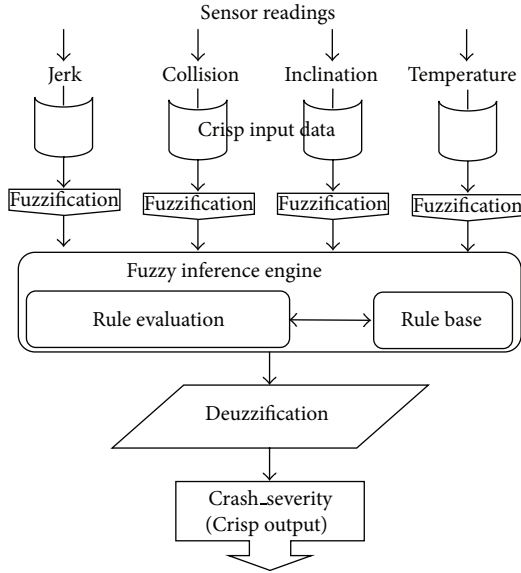 Sensor readings
Jerk
Collision
Inclination
Temperature
Crisp input data
Fuzzification
Fuzzification
Fuzzification
Fuzzification
Fuzzy inference engine
Rule evaluation
Rule base
Deuzzification
Crash_severity
(Crisp output)